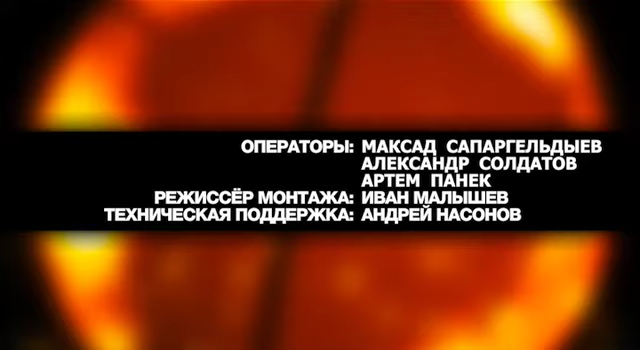 ОПЕРАТОРЫ: МАКСАД САПАРГЕЛЬДЫЕВ
АЛЕКСАНДР СОЛДАТОВ
АРТЕМ ПАНЕК
РЕЖИССЁР МОНТАЖА: ИВАН МАЛЫШЕВ
ТЕХНИЧЕСКАЯ ПОДДЕРЖКА: АНДРЕЙ НАСОНОВ